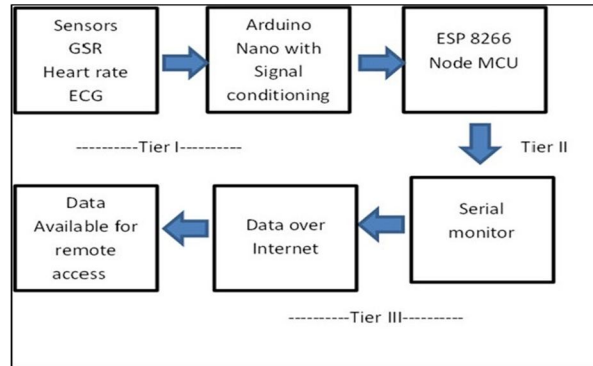 Sensors
GSR
Heart rate
ECG
Arduino
Nano with
Signal
conditioning
ESP 8266
Node MCU
----------Tier I----------
Tier II
Data
Available for
remote
access
Data over
Internet
Serial
monitor
----------Tier III----------